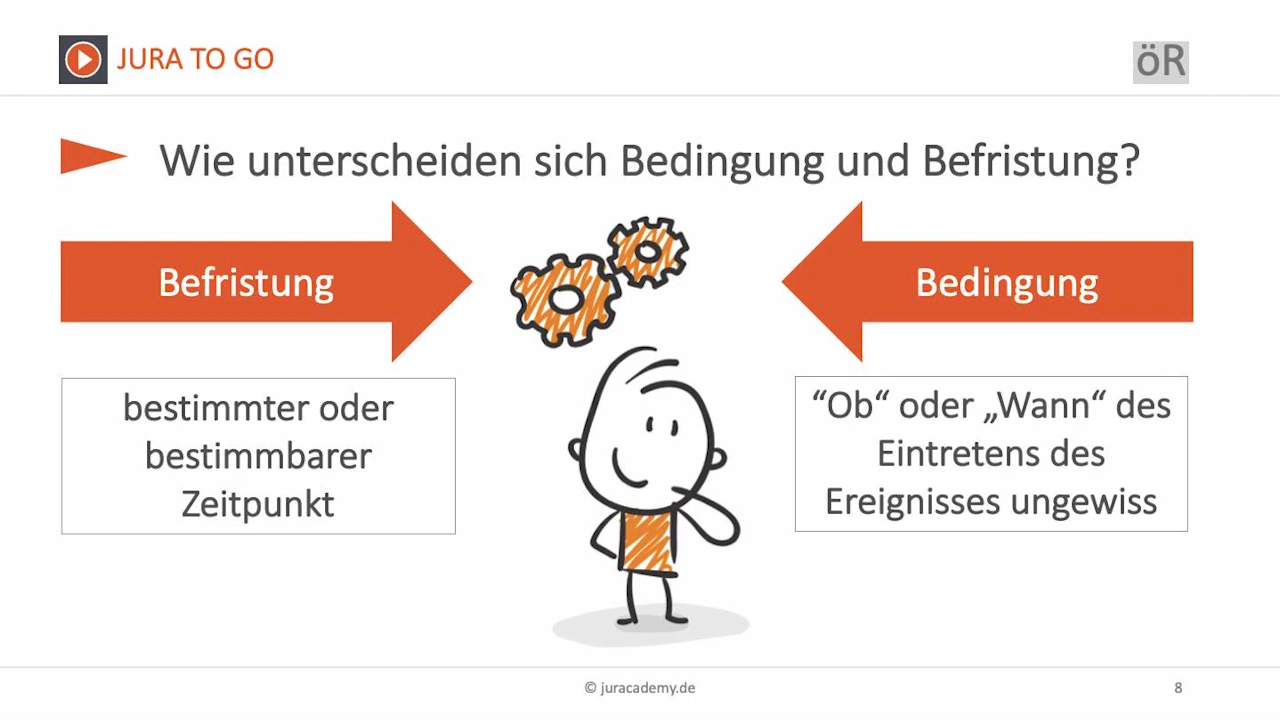 JURA TO GO
öR
Wie unterscheiden sich Bedingung und Befristung?
Befristung
Bedingung
bestimmter oder
bestimmbarer
Zeitpunkt
“Ob“ oder „Wann“ des
Eintretens des
Ereignisses ungewiss
© juracademy.de
8